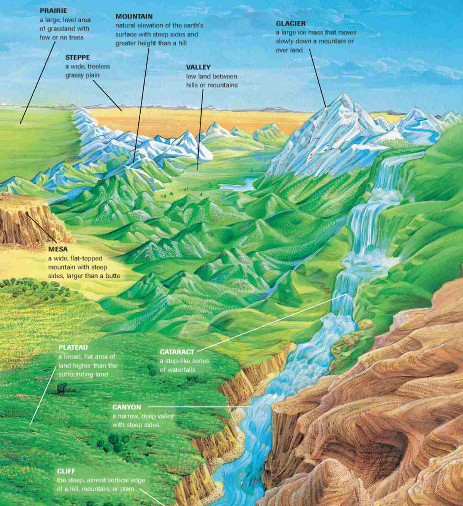 PRAIRIE
a large, level area
of grassland with
few or no trees
MOUNTAIN
natural elevation of the earth's
surface with steep sides and
greater height than a hill
GLACIER
a large ice mass that moves
slowly down a mountain or
over land
STEPPE
a wide, treeless
grassy plain
VALLEY
low land between
hills or mountains
MESA
a wide, flat-topped
mountain with steep
sides, larger than a butte
PLATEAU
a broad, flat area of
land higher than the
surrounding land
CATARACT
a step-like series
of waterfalls
CANYON
a narrow, deep valley
with steep sides
CLIFF
the steep, almost vertical edge
of a hill, mountain, or plain